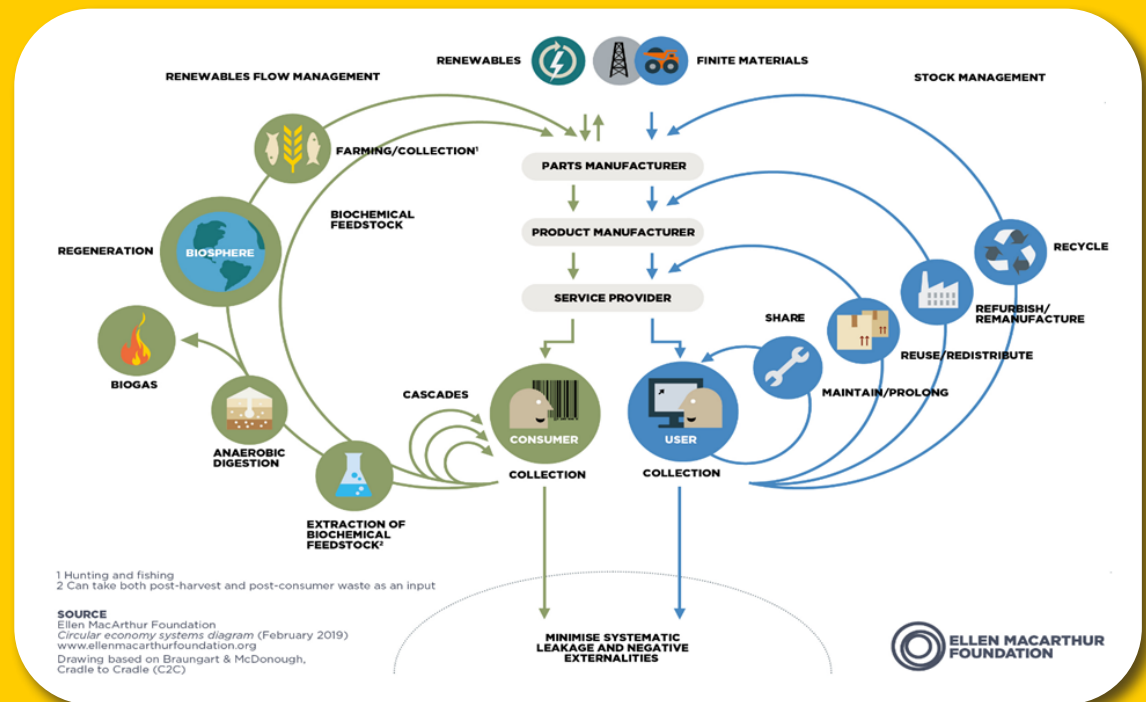 RENEWABLES
FINITE MATERIALS
RENEWABLES FLOW MANAGEMENT
STOCK MANAGEMENT
FARMING/COLLECTION¹
PARTS MANUFACTURER
BIOCHEMICAL
FEEDSTOCK
PRODUCT MANUFACTURER
REGENERATION
BIOSPHERE
RECYCLE
SERVICE PROVIDER
SHARE
REFURBISH/
REMANUFACTURE
REUSE/REDISTRIBUTE
BIOGAS
CASCADES
MAINTAIN/PROLONG
CONSUMER
USER
ANAEROBIC
DIGESTION
COLLECTION
COLLECTION
EXTRACTION OF
BIOCHEMICAL
FEEDSTOCK²
1 Hunting and fishing
2 Can take both post-harvest and post-consumer waste as an input
SOURCE
Ellen MacArthur Foundation
Circular economy systems diagram (February 2019)
www.ellenmacarthurfoundation.org
Drawing based on Braungart & McDonough,
Cradle to Cradle (C2C)
MINIMISE SYSTEMATIC
LEAKAGE AND NEGATIVE
EXTERNALITIES
ELLEN MACARTHUR
FOUNDATION